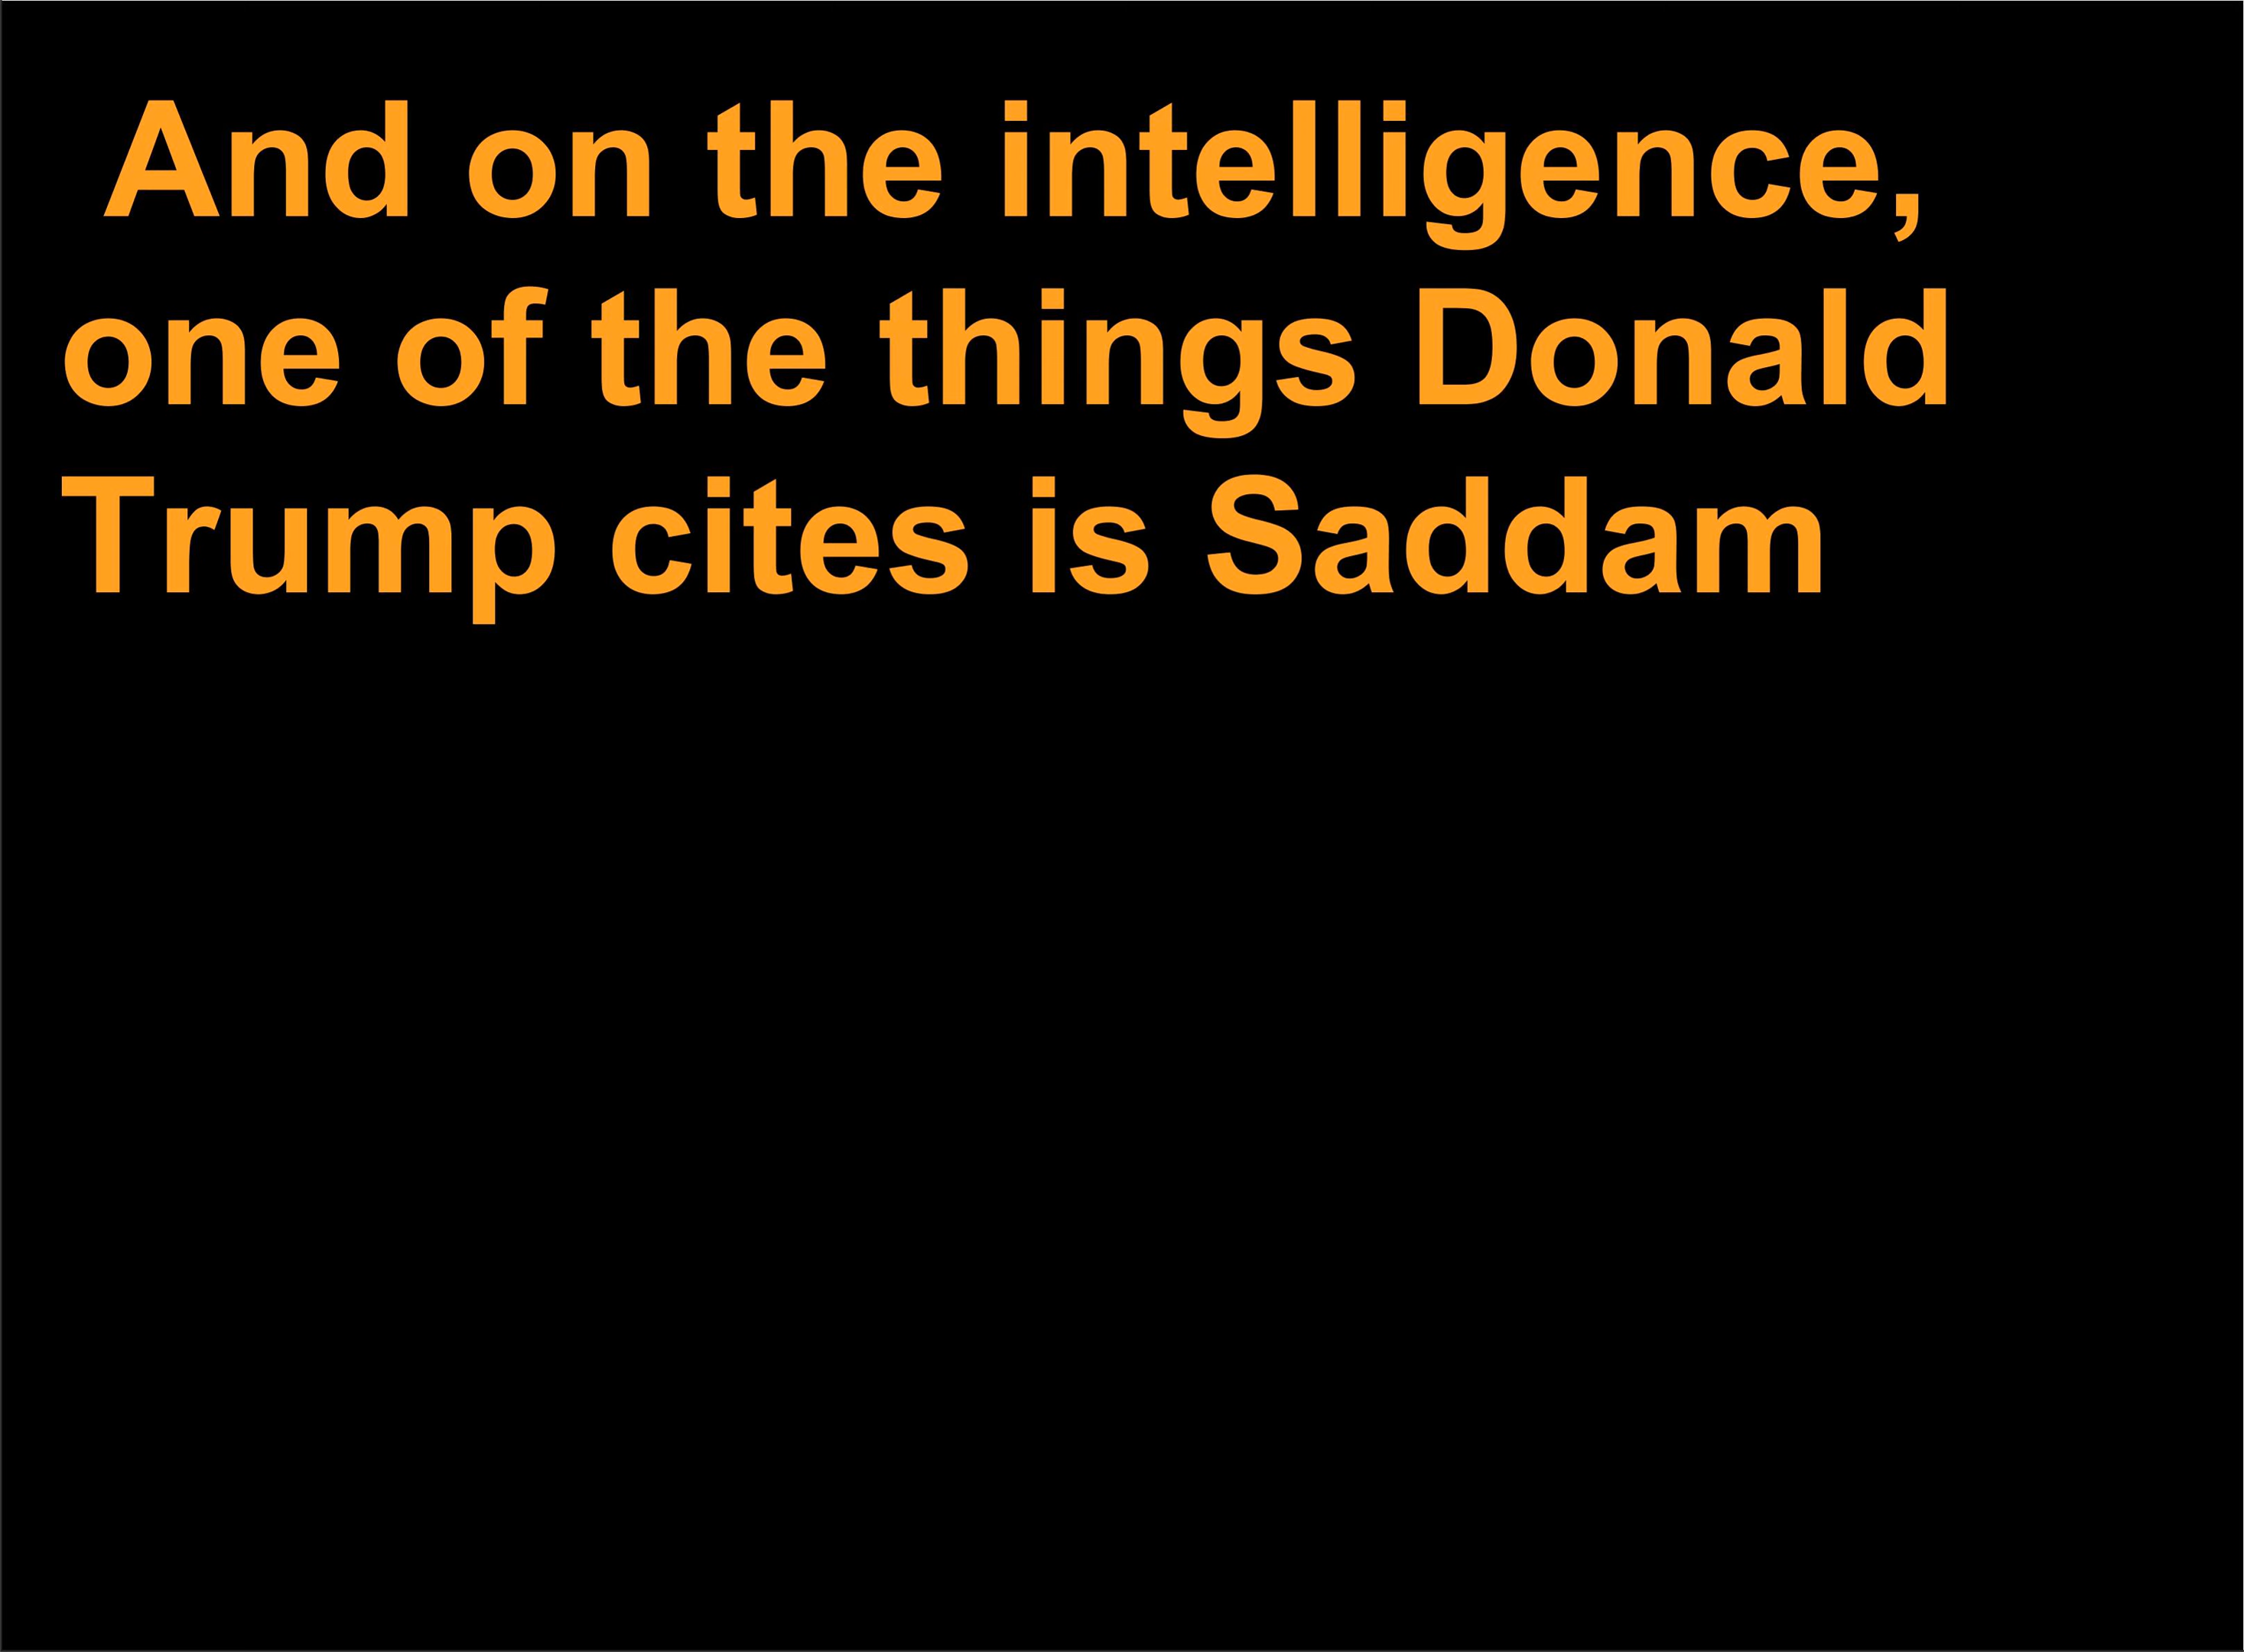 And on the intelligence,
one of the things Donald
Trump cites is Saddam